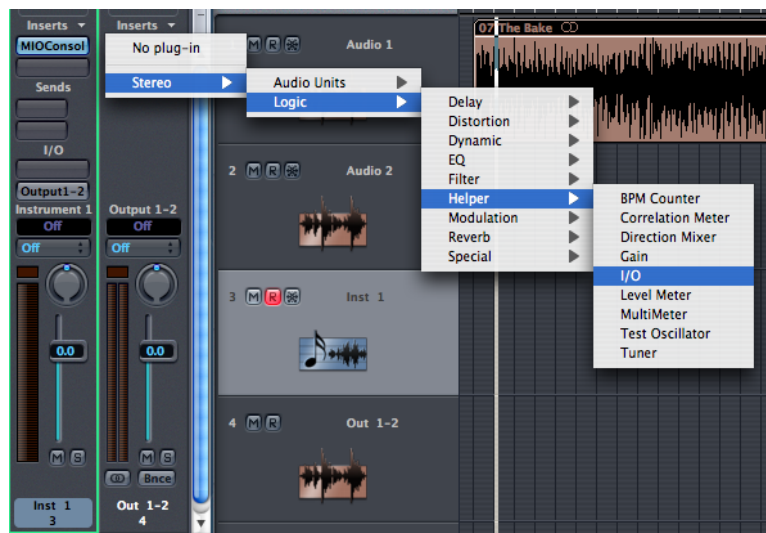 Inserts
MIOConsol
Sends
I/O
Output1-2
Instrument 1
Off
Off
0.0
M S
Inst 1
3
Inserts
Output 1-2
Off
Off
0.0
M S
Bnce
Out 1-2
4
No plug-in
Stereo
Audio Units
Logic
Delay
Distortion
Dynamic
EQ
Filter
Helper
Modulation
Reverb
Special
BPM Counter
Correlation Meter
Direction Mixer
Gain
I/O
Level Meter
MultiMeter
Test Oscillator
Tuner
M R Audio 1
2 M R Audio 2
3 M R Inst 1
4 M R Out 1-2
07 The Bake